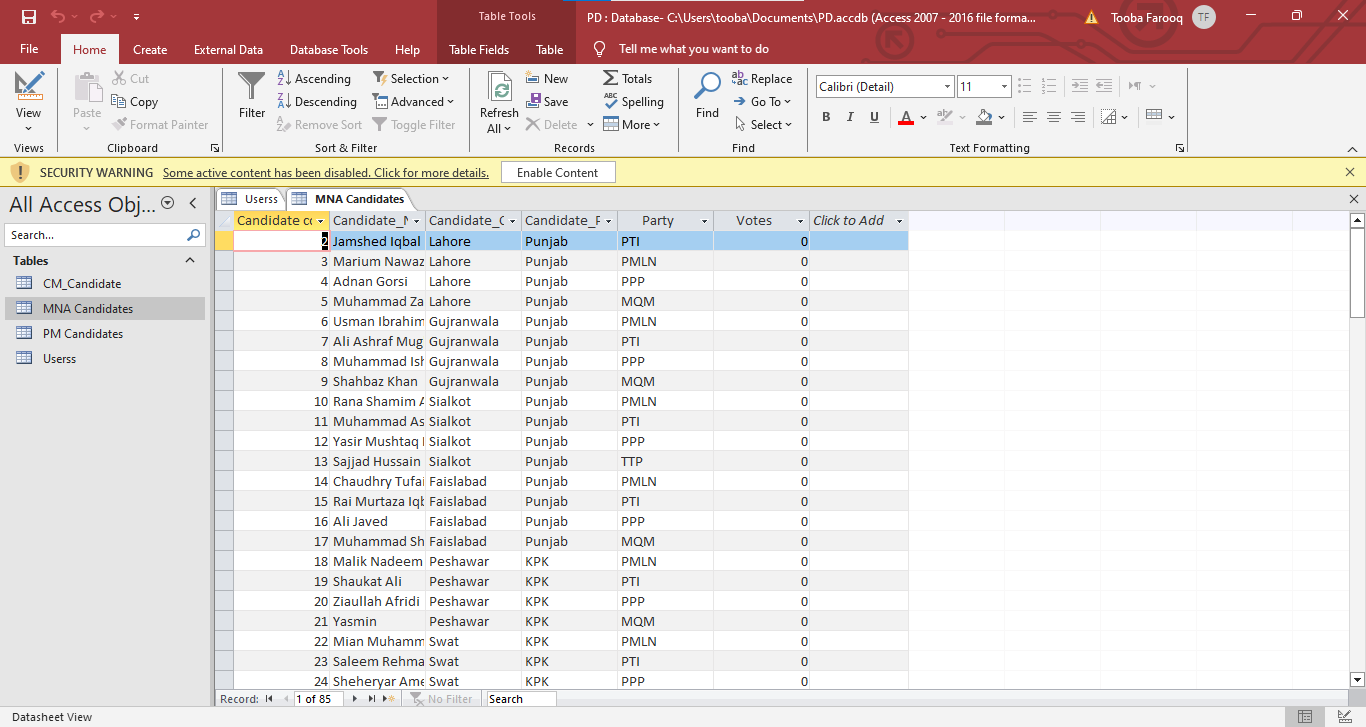 Table Tools
PD : Database- C:\Users\tooba\Documents\PD.accdb (Access 2007 - 2016 file forma...
Tooba Farooq
TF
File Home Create External Data Database Tools Help Table Fields Table Tell me what you want to do
View
Views
Paste
Cut
Copy
Format Painter
Clipboard
Filter
Ascending
Descending
Remove Sort
Selection
Advanced
Toggle Filter
Sort & Filter
Refresh All
New
Save
Delete
Totals
Spelling
More
Records
Find
Replace
Go To
Select
Find
Calibri (Detail) 11
B I U A
Text Formatting
SECURITY WARNING Some active content has been disabled. Click for more details. Enable Content
All Access Obj...
Search...
Tables
CM_Candidate
MNA Candidates
PM Candidates
Userss
Userss MNA Candidates
Candidate co Candidate_N Candidate_C Candidate_P Party Votes Click to Add
2 Jamshed Iqbal Lahore Punjab PTI 0
3 Marium Nawaz Lahore Punjab PMLN 0
4 Adnan Gorsi Lahore Punjab PPP 0
5 Muhammad Za Lahore Punjab MQM 0
6 Usman Ibrahim Gujranwala Punjab PMLN 0
7 Ali Ashraf Mug Gujranwala Punjab PTI 0
8 Muhammad Ish Gujranwala Punjab PPP 0
9 Shahbaz Khan Gujranwala Punjab MQM 0
10 Rana Shamim A Sialkot Punjab PMLN 0
11 Muhammad As Sialkot Punjab PTI 0
12 Yasir Mushtaq Sialkot Punjab PPP 0
13 Sajjad Hussain Sialkot Punjab TTP 0
14 Chaudhry Tufai Faislabad Punjab PMLN 0
15 Rai Murtaza Iqb Faislabad Punjab PTI 0
16 Ali Javed Faislabad Punjab PPP 0
17 Muhammad Sh Faislabad Punjab MQM 0
18 Malik Nadeem Peshawar KPK PMLN 0
19 Shaukat Ali Peshawar KPK PTI 0
20 Ziaullah Afridi Peshawar KPK PPP 0
21 Yasmin Peshawar KPK MQM 0
22 Mian Muhamm Swat KPK PMLN 0
23 Saleem Rehma Swat KPK PTI 0
24 Sheheryar Ame Swat KPK PPP 0
Record: 1 of 85 No Filter Search
Datasheet View